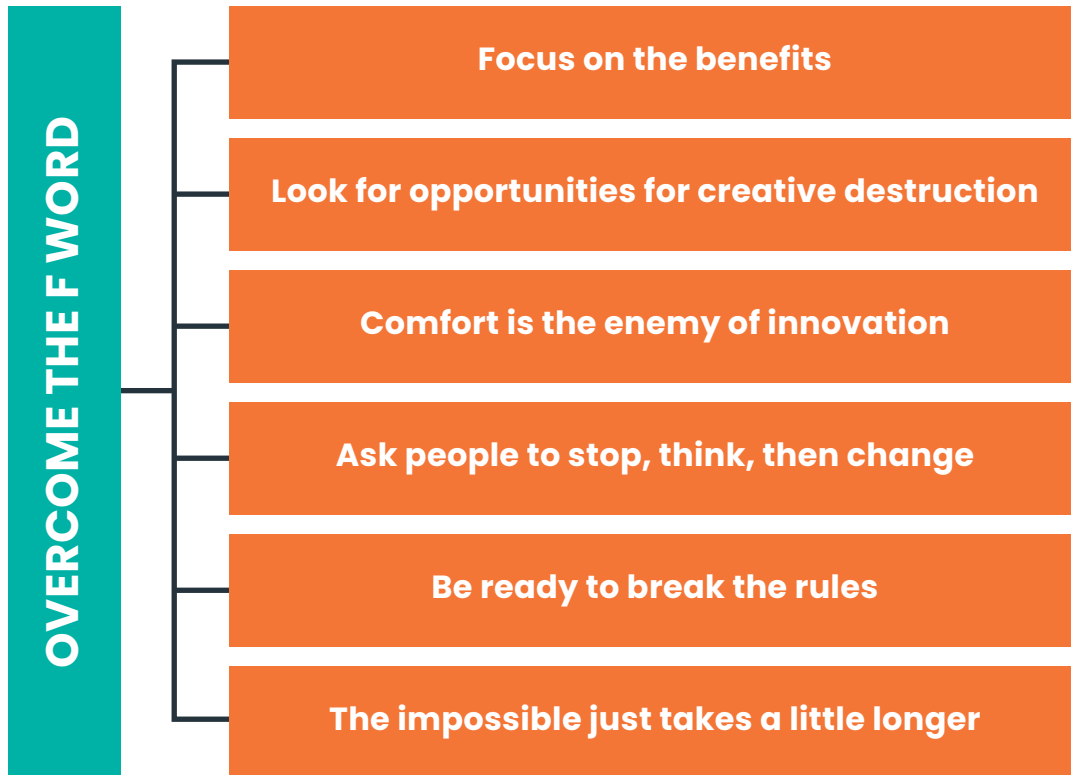 OVERCOME THE F WORD
Focus on the benefits
Look for opportunities for creative destruction
Comfort is the enemy of innovation
Ask people to stop, think, then change
Be ready to break the rules
The impossible just takes a little longer